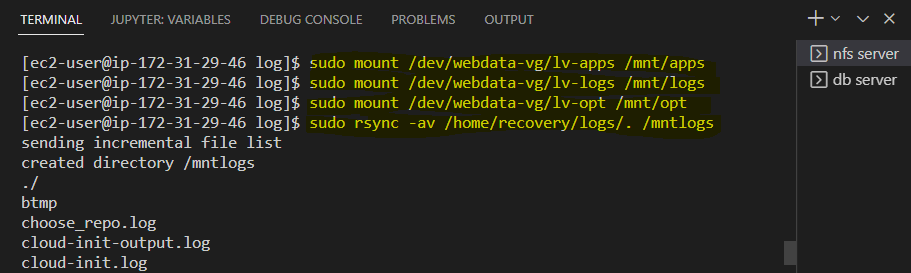 TERMINAL JUPYTER: VARIABLES DEBUG CONSOLE PROBLEMS OUTPUT
[ec2-user@ip-172-31-29-46 log]$ sudo mount /dev/webdata-vg/lv-apps /mnt/apps
[ec2-user@ip-172-31-29-46 log]$ sudo mount /dev/webdata-vg/lv-logs /mnt/logs
[ec2-user@ip-172-31-29-46 log]$ sudo mount /dev/webdata-vg/lv-opt /mnt/opt
[ec2-user@ip-172-31-29-46 log]$ sudo rsync -av /home/recovery/logs/. /mntlogs
sending incremental file list
created directory /mntlogs
./
btmp
choose_repo.log
cloud-init-output.log
cloud-init.log
nfs server
db server